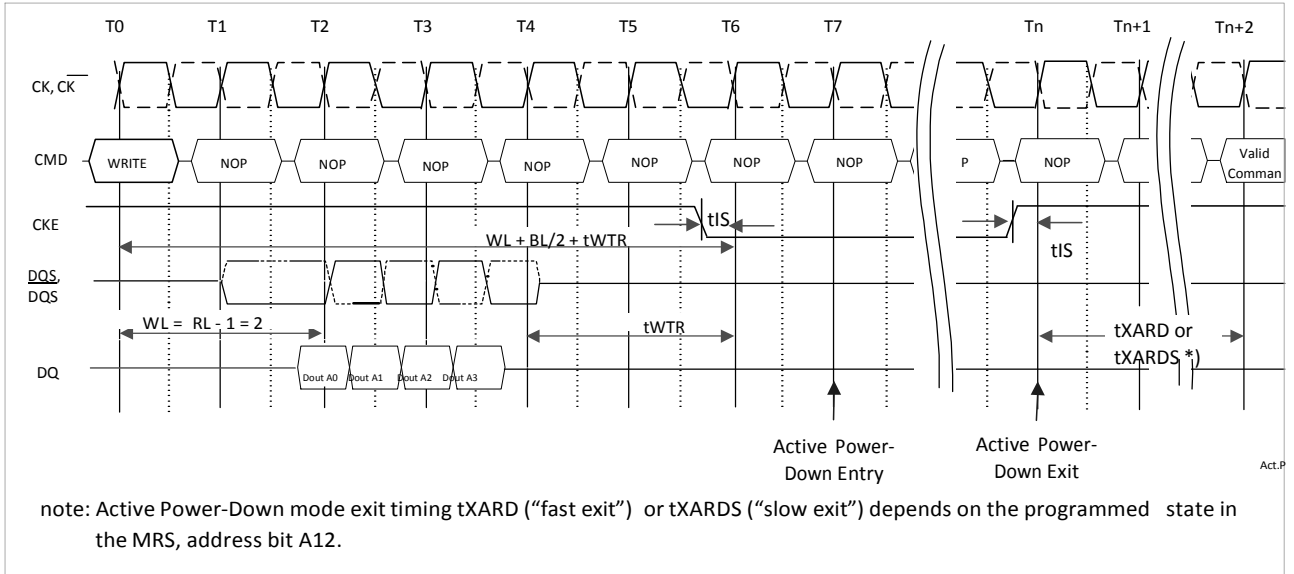 T0 T1 T2 T3 T4 T5 T6 T7 Tn Tn+1 Tn+2
CK, CK
CMD WRITE NOP NOP NOP NOP NOP NOP NOP P NOP Valid
Comman
CKE tIS tIS
WL + BL/2 + tWTR
DQS,
DQS
WL = RL - 1 = 2 tWTR tXARD or
tXARDS *)
DQ Dout A0 Dout A1 Dout A2 Dout A3
Active Power-
Down Entry
Active Power-
Down Exit
Act.P
note: Active Power-Down mode exit timing tXARD (“fast exit”) or tXARDS (“slow exit”) depends on the programmed state in
the MRS, address bit A12.